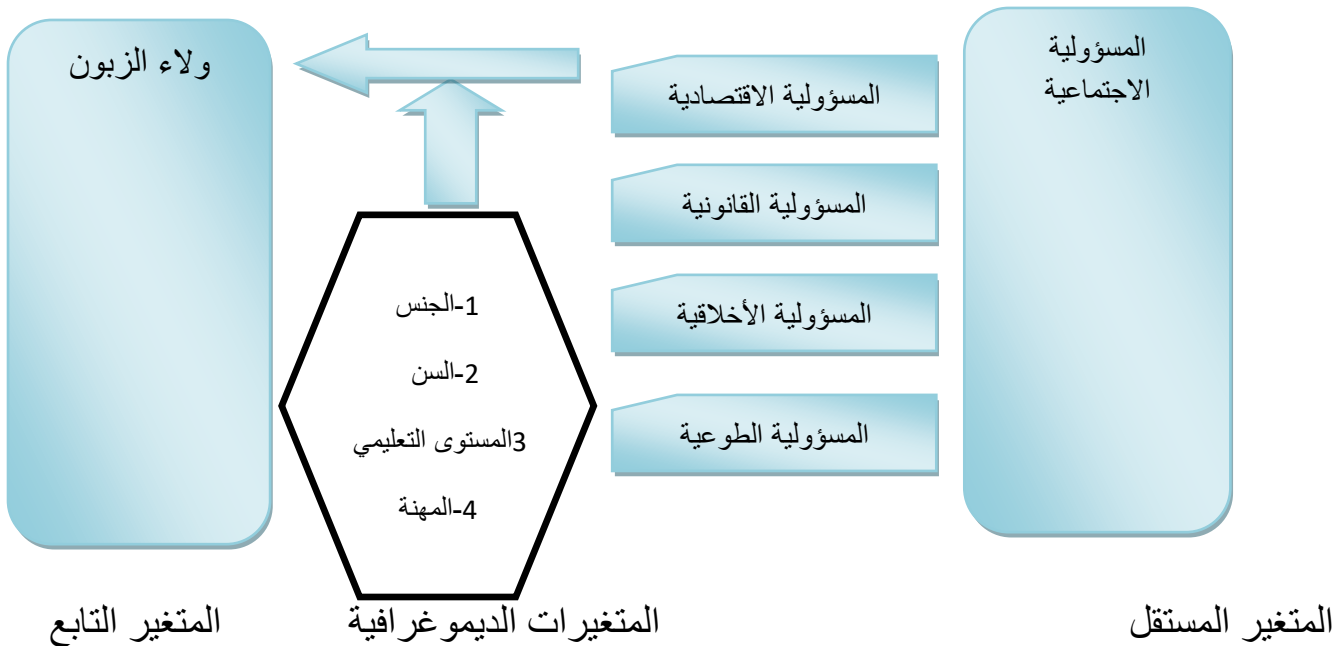 المسؤولية
الاجتماعية
المسؤولية الاقتصادية
المسؤولية القانونية
المسؤولية الأخلاقية
المسؤولية الطوعية
ولاء الزبون
1-الجنس
2-السن
3المستوى التعليمي
4-المهنة
المتغير المستقل
المتغيرات الديموغرافية
المتغير التابع